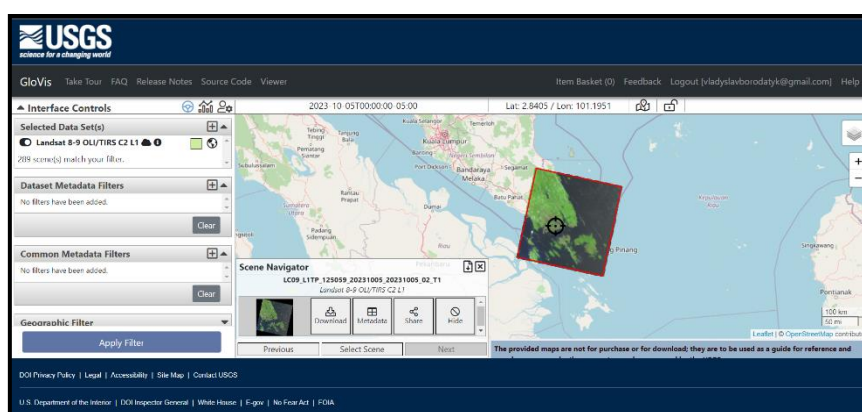 USGS
science for a changing world
GloVis Take Tour FAQ Release Notes Source Code Viewer Item Basket (0) Feedback Logout (vladyslavborodatyk@gmail.com) Help
Interface Controls
2023-10-05T00:00:00-05:00
Lat: 2.8405 / Lon: 101.1951
Selected Data Set(s)
Landsat 8-9 OLI/TIRS C2 L1
289 scene(s) match your filter.
Dataset Metadata Filters
No filters have been added.
Clear
Common Metadata Filters
No filters have been added.
Clear
Geographic Filter
Apply Filter
Kuala Selangor
Temerloh
Tebing Tinggi
Tanjung Balai
Kuala Lumpur
Pematang Siantar
Negeri Sembilan
Port Dickson
Bandaraya Melaka
Segamat
Batu Pahat
Rantau Prapat
Dumai
Padang Sidempuan
Pinang
Singkawang
Pontianak
100 km
50 mi
Leaflet | © OpenStreetMap contributors
Scene Navigator
LC09_L1TP_125059_20231005_20231005_02_T1
Landsat 8-9 OLI/TIRS C2 L1
Download Metadata Share Hide
Previous Select Scene Next
The provided maps are not for purchase or for download; they are to be used as a guide for reference and
DOI Privacy Policy | Legal | Accessibility | Site Map | Contact USGS
U.S. Department of the Interior | DOI Inspector General | White House | E-gov | No Fear Act | FOIA